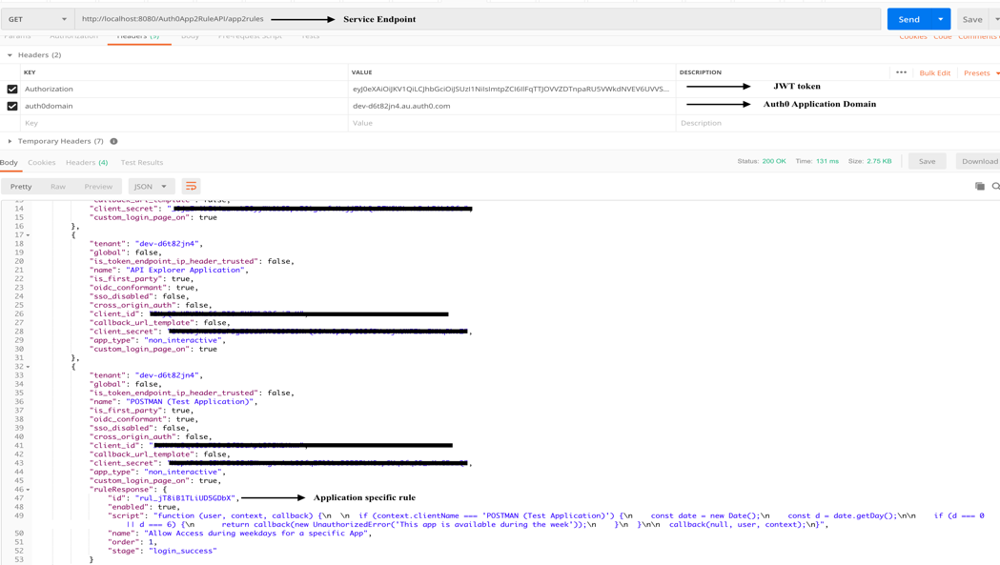 GET http://localhost:8080/Auth0App2RuleAPI/app2rules Service Endpoint Send Save
Params Authorization Headers (3) Body Pre-request Script Tests Cookies Code Comments
Headers (2)
KEY VALUE DESCRIPTION ••• Bulk Edit Presets
Authorization JWT token
auth0domain dev-d6t82jn4.au.auth0.com Auth0 Application Domain
Key Value Description
Temporary Headers (7)
Body Cookies Headers (4) Test Results Status: 200 OK Time: 131 ms Size: 2.75 KB Save Download
Pretty Raw Preview JSON
13 "callback_url_template": false,
14 "client_secret": "
15 "custom_login_page_on": true
16 },
17 {
18 "tenant": "dev-d6t82jn4",
19 "global": false,
20 "is_token_endpoint_ip_header_trusted": false,
21 "name": "API Explorer Application",
22 "is_first_party": true,
23 "oidc_conformant": true,
24 "sso_disabled": false,
25 "cross_origin_auth": false,
26 "client_id":
27 "callback_url_template": false,
28 "client_secret": ,
29 "app_type": "non_interactive",
30 "custom_login_page_on": true
31 },
32 {
33 "tenant": "dev-d6t82jn4",
34 "global": false,
35 "is_token_endpoint_ip_header_trusted": false,
36 "name": "POSTMAN (Test Application)",
37 "is_first_party": true,
38 "oidc_conformant": true,
39 "sso_disabled": false,
40 "cross_origin_auth": false,
41 "client_id": "
42 "callback_url_template": false,
43 "client_secret": ,
44 "app_type": "non_interactive",
45 "custom_login_page_on": true,
46 "ruleResponse": {
47 "id": "rul_jT8iB1TLiUD5GDbX", Application specific rule
48 "enabled": true,
49 "script": "function (user, context, callback) {\n \n if (context.clientName === 'POSTMAN (Test Application)') {\n const date = new Date();\n const d = date.getDay();\n\n if (d === 0
|| d === 6) {\n return callback(new UnauthorizedError('This app is available during the week'));\n }\n }\n\n callback(null, user, context);\n}",
50 "name": "Allow Access during weekdays for a specific App",
51 "order": 1,
52 "stage": "login_success"
53 }